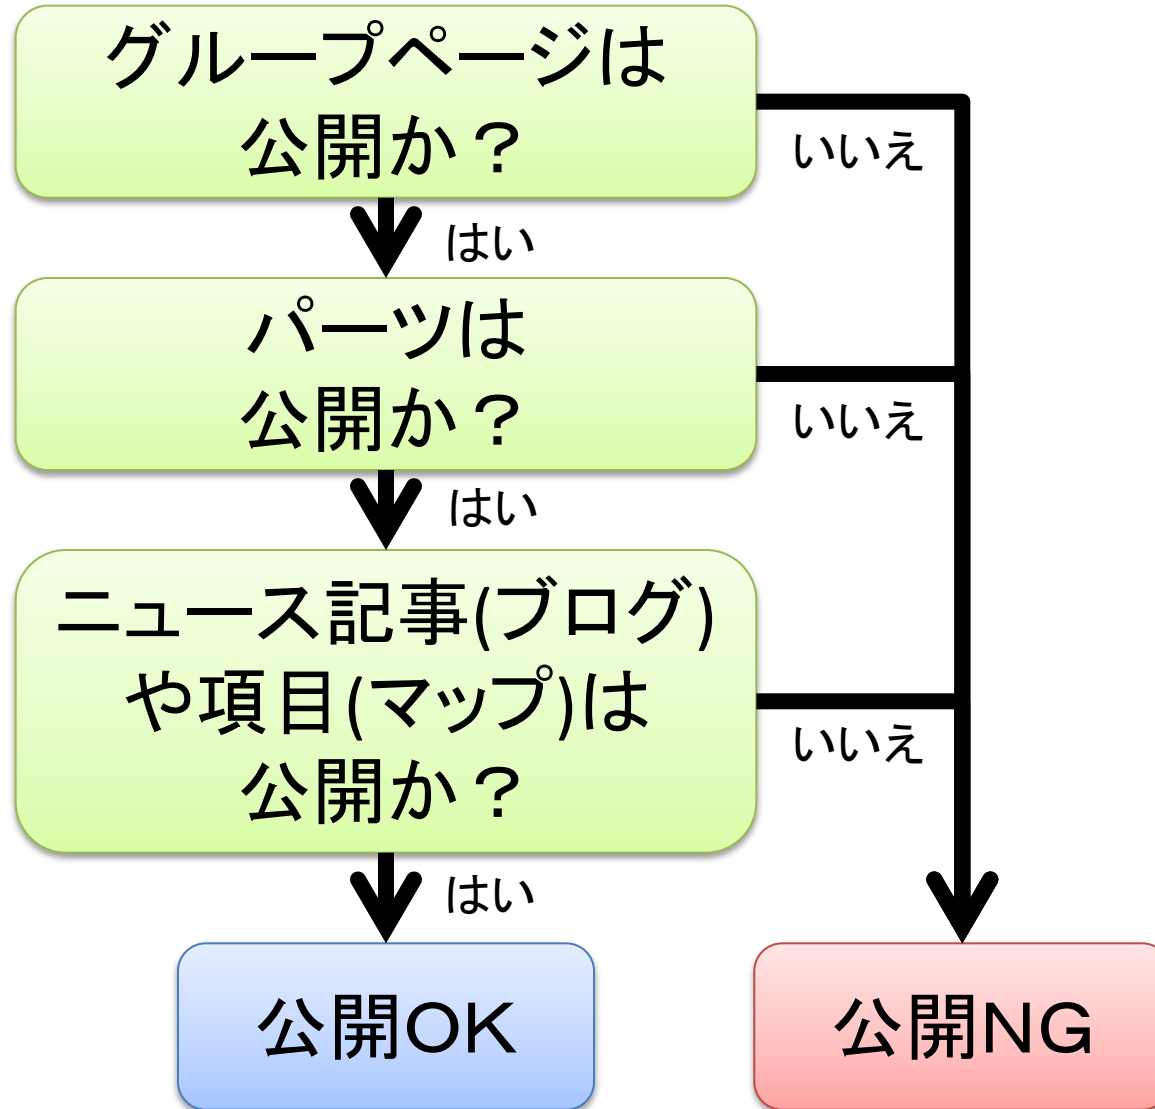 グループページは
公開か？
いいえ
はい
パーツは
公開か？
いいえ
はい
ニュース記事(ブログ)
や項目(マップ)は
公開か？
いいえ
はい
公開OK
公開NG